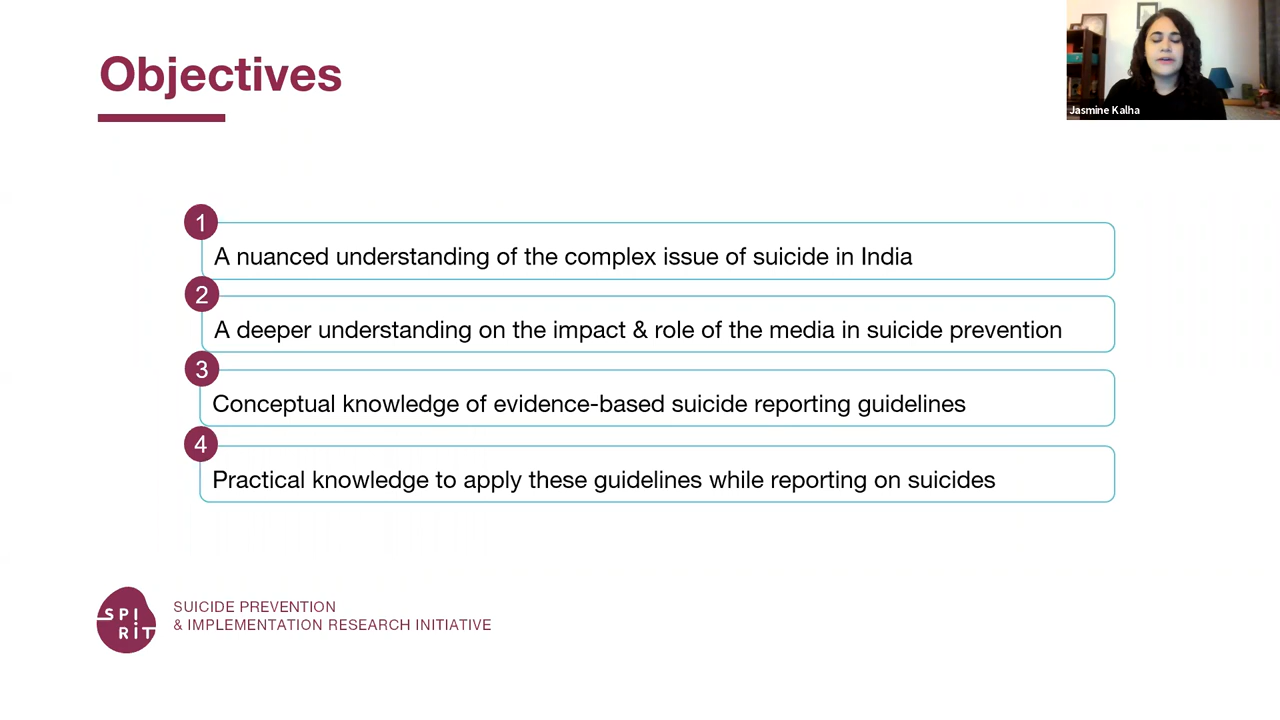 Objectives
Jasmine Kalha
1
A nuanced understanding of the complex issue of suicide in India
2
A deeper understanding on the impact & role of the media in suicide prevention
3
Conceptual knowledge of evidence-based suicide reporting guidelines
4
Practical knowledge to apply these guidelines while reporting on suicides
SPI
RIT
SUICIDE PREVENTION
& IMPLEMENTATION RESEARCH INITIATIVE